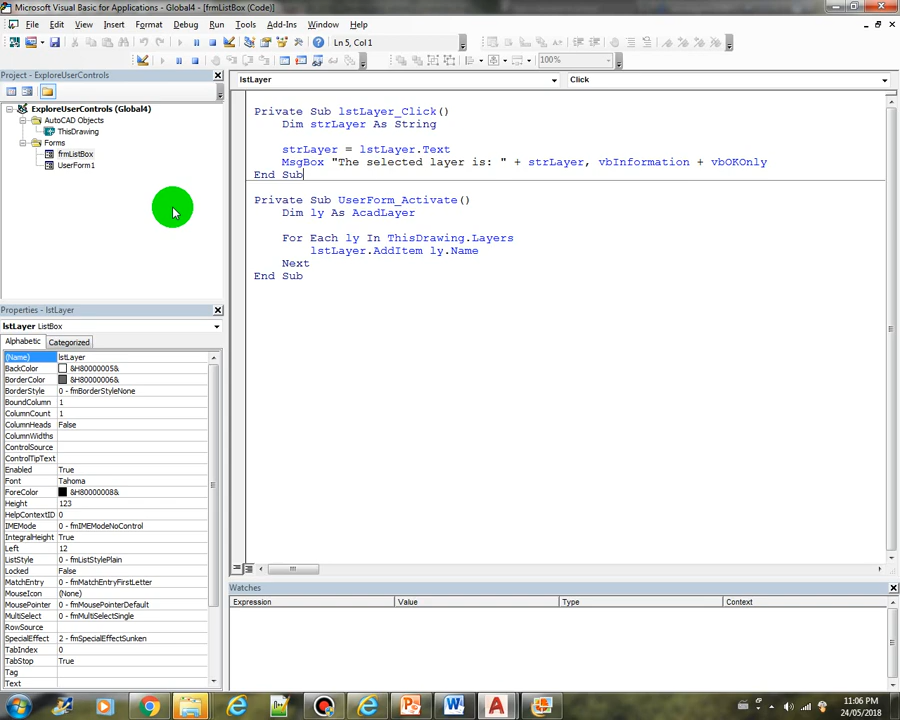 Microsoft Visual Basic for Applications - Global4 - [frmListBox (Code)]
File Edit View Insert Format Debug Run Tools Add-Ins Window Help
Ln 5, Col 1
100%
Project - ExploreUserControls
ExploreUserControls (Global4)
AutoCAD Objects
ThisDrawing
Forms
frmListBox
UserForm1
lstLayer
Click
Private Sub lstLayer_Click()
Dim strLayer As String
strLayer = lstLayer.Text
MsgBox "The selected layer is: " + strLayer, vbInformation + vbOKOnly
End Sub
Private Sub UserForm_Activate()
Dim ly As AcadLayer
For Each ly In ThisDrawing.Layers
lstLayer.AddItem ly.Name
Next
End Sub
Properties - lstLayer
lstLayer ListBox
Alphabetic Categorized
(Name) lstLayer
BackColor &H80000005&
BorderColor &H80000006&
BorderStyle 0 - fmBorderStyleNone
BoundColumn 1
ColumnCount 1
ColumnHeads False
ColumnWidths
ControlSource
ControlTipText
Enabled True
Font Tahoma
ForeColor &H80000008&
Height 123
HelpContextID 0
IMEMode 0 - fmIMEModeNoControl
IntegralHeight True
Left 12
ListStyle 0 - fmListStylePlain
Locked False
MatchEntry 0 - fmMatchEntryFirstLetter
MouseIcon (None)
MousePointer 0 - fmMousePointerDefault
MultiSelect 0 - fmMultiSelectSingle
RowSource
SpecialEffect 2 - fmSpecialEffectSunken
TabIndex 0
TabStop True
Tag
Text
Watches
Expression Value Type Context
11:06 PM
24/05/2018